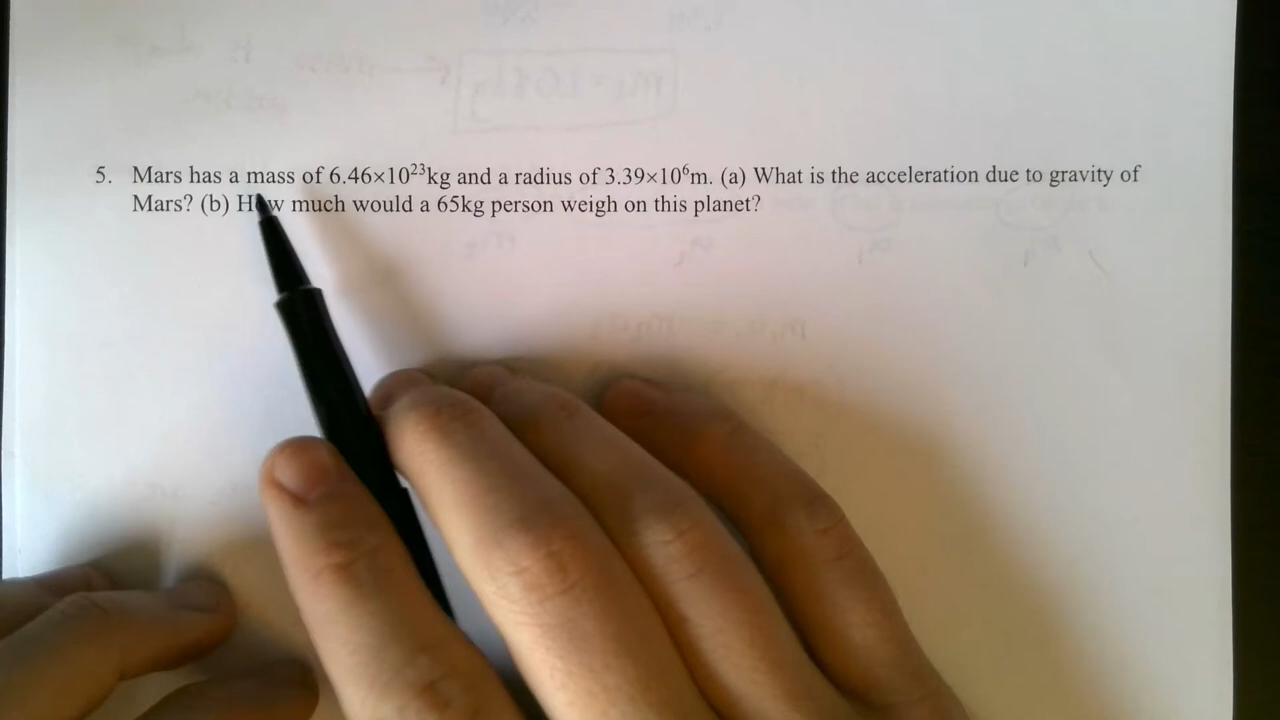 5. Mars has a mass of 6.46×10²³kg and a radius of 3.39×10⁶m. (a) What is the acceleration due to gravity of
Mars? (b) How much would a 65kg person weigh on this planet?